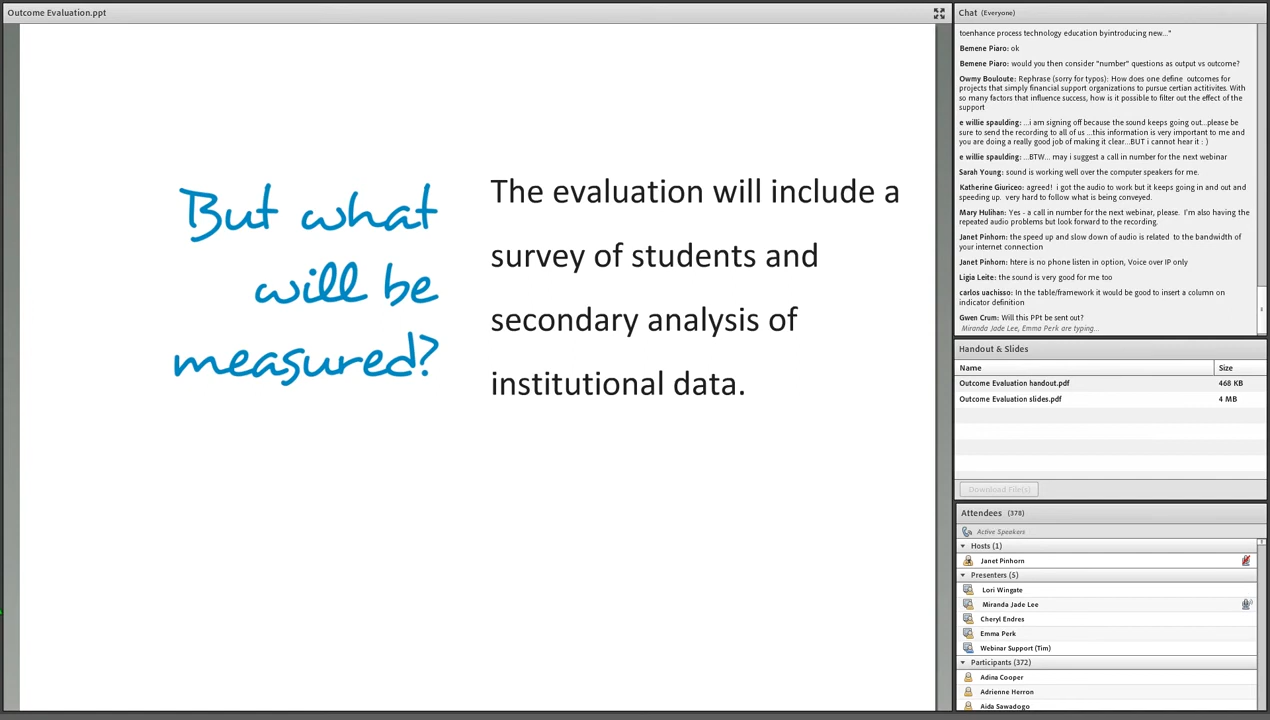 Outcome Evaluation.ppt
But what
will be
measured?
The evaluation will include a
survey of students and
secondary analysis of
institutional data.
Chat (Everyone)
toenhance process technology education byintroducing new..."
Bemene Piaro: ok
Bemene Piaro: would you then consider "number" questions as output vs outcome?
Owmy Bouloute: Rephrase (sorry for typos): How does one define outcomes for
projects that simply financial support organizations to pursue certian actitivites. With
so many factors that influence success, how is it possible to filter out the effect of the
support
e willie spaulding: ...i am signing off because the sound keeps going out...please be
sure to send the recording to all of us ...this information is very important to me and
you are doing a really good job of making it clear...BUT i cannot hear it : )
e willie spaulding: ...BTW... may i suggest a call in number for the next webinar
Sarah Young: sound is working well over the computer speakers for me.
Katherine Giuriceo: agreed! i got the audio to work but it keeps going in and out and
speeding up. very hard to follow what is being conveyed.
Mary Hulihan: Yes - a call in number for the next webinar, please. I'm also having the
repeated audio problems but look forward to the recording.
Janet Pinhorn: the speed up and slow down of audio is related to the bandwidth of
your internet connection
Janet Pinhorn: htere is no phone listen in option, Voice over IP only
Ligia Leite: the sound is very good for me too
carlos uachisso: In the table/framework it would be good to insert a column on
indicator definition
Gwen Crum: Will this PPt be sent out?
Miranda Jade Lee, Emma Perk are typing...
Handout & Slides
Name Size
Outcome Evaluation handout.pdf 468 KB
Outcome Evaluation slides.pdf 4 MB
Download File(s)
Attendees (378)
Active Speakers
Hosts (1)
Janet Pinhorn
Presenters (5)
Lori Wingate
Miranda Jade Lee
Cheryl Endres
Emma Perk
Webinar Support (Tim)
Participants (372)
Adina Cooper
Adrienne Herron
Aida Sawadogo